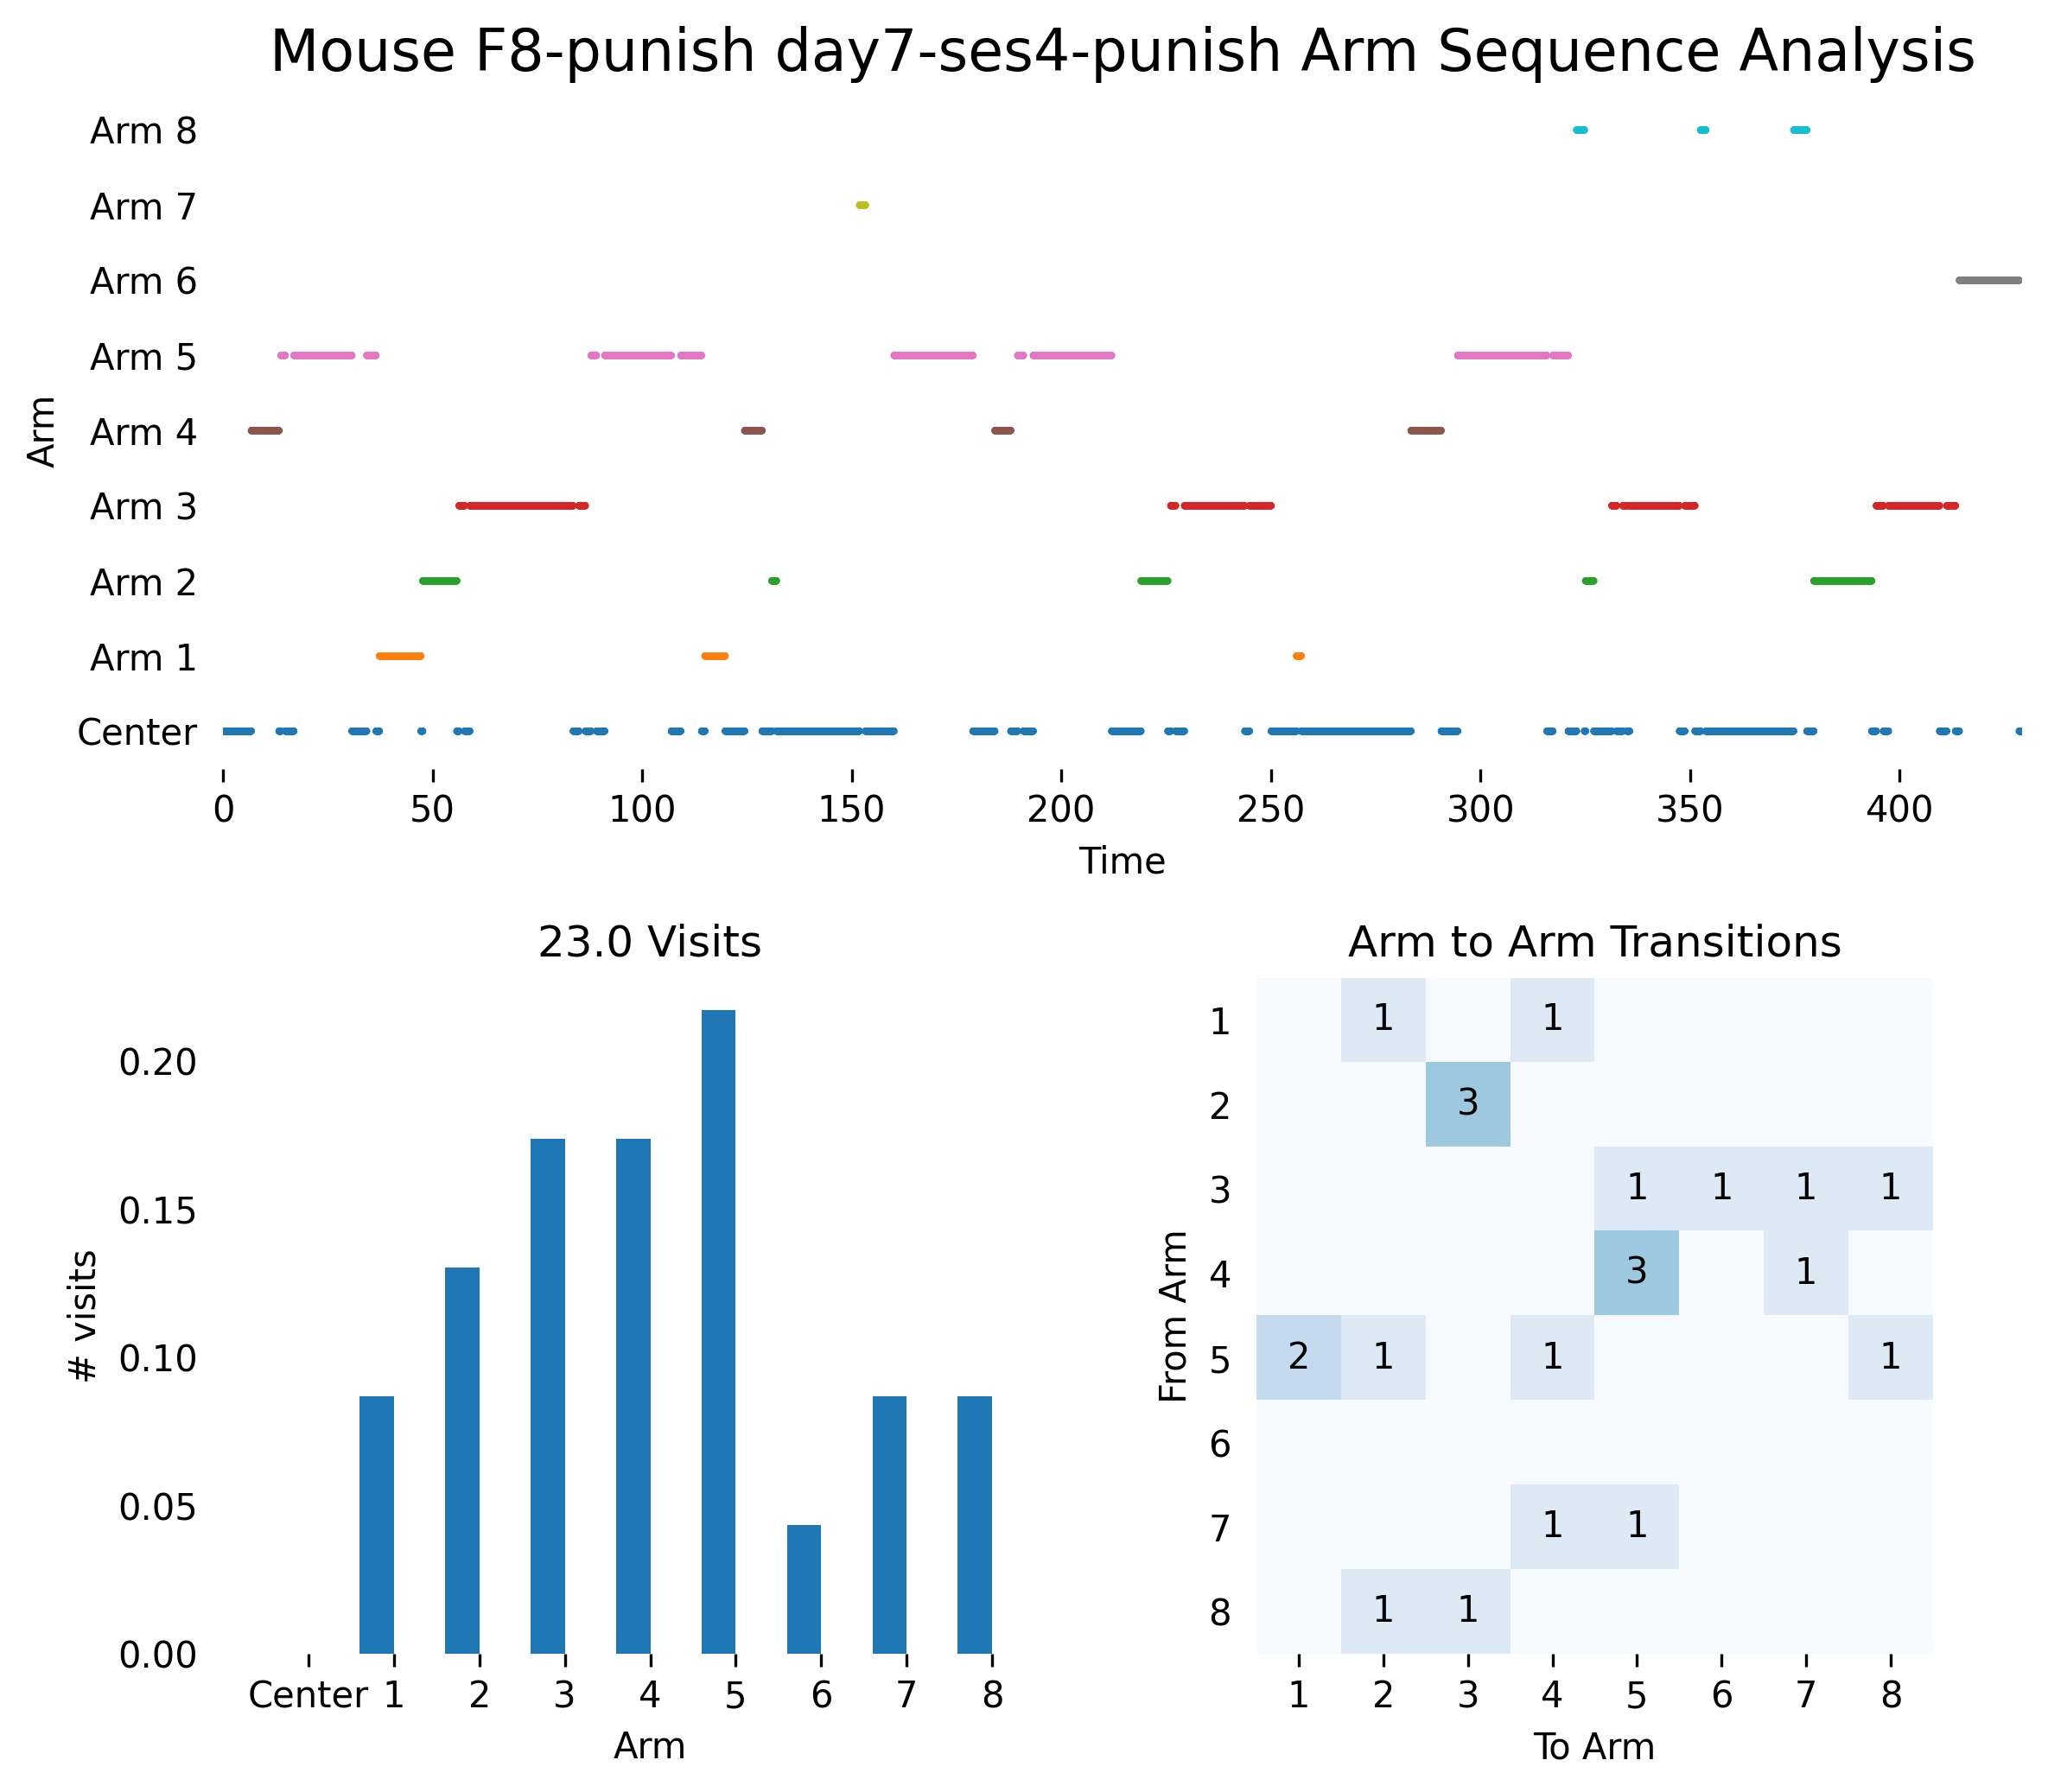 Mouse F8-punish day7-ses4-punish Arm Sequence Analysis
Arm 8
Arm 7
Arm 6
Arm 5
Arm 4
Arm 3
Arm 2
Arm 1
Center
Arm
0 50 100 150 200 250 300 350 400
Time
23.0 Visits
0.20
0.15
0.10
0.05
0.00
# visits
Center 1 2 3 4 5 6 7 8
Arm
Arm to Arm Transitions
1 1 1
2 3
3 1 1 1 1
4 3 1
5 2 1 1 1
6
7 1 1
8 1 1
From Arm
1 2 3 4 5 6 7 8
To Arm